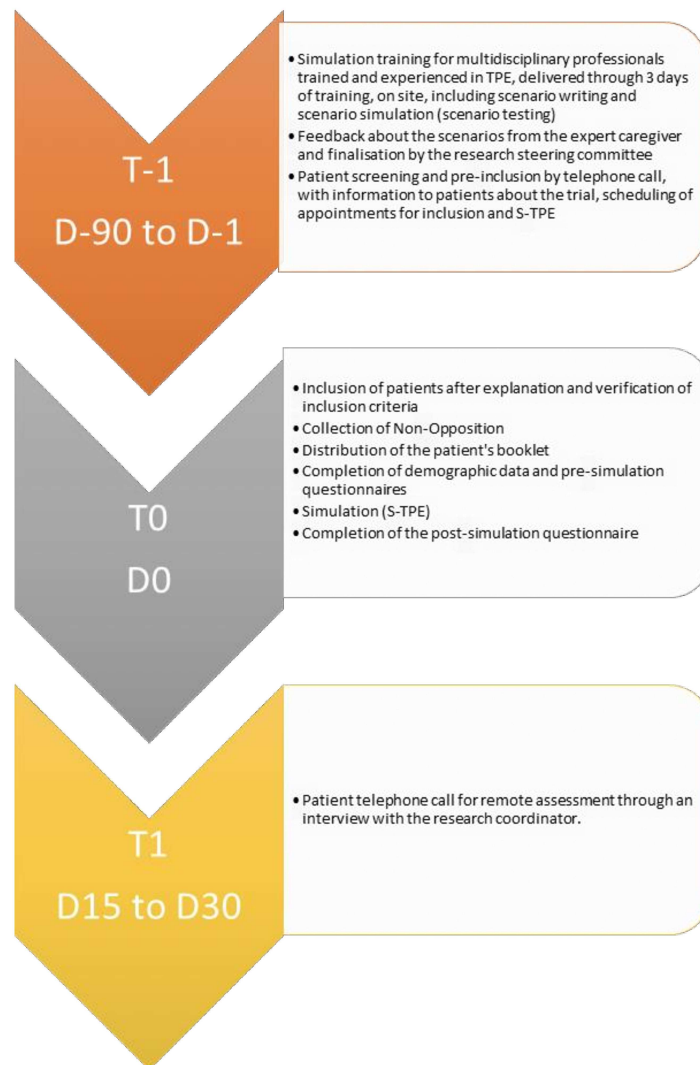 T-1
D-90 to D-1
• Simulation training for multidisciplinary professionals
trained and experienced in TPE, delivered through 3 days
of training, on site, including scenario writing and
scenario simulation (scenario testing)
• Feedback about the scenarios from the expert caregiver
and finalisation by the research steering committee
• Patient screening and pre-inclusion by telephone call,
with information to patients about the trial, scheduling of
appointments for inclusion and S-TPE
T0
D0
• Inclusion of patients after explanation and verification of
inclusion criteria
• Collection of Non-Opposition
• Distribution of the patient's booklet
• Completion of demographic data and pre-simulation
questionnaires
• Simulation (S-TPE)
• Completion of the post-simulation questionnaire
T1
D15 to D30
• Patient telephone call for remote assessment through an
interview with the research coordinator.